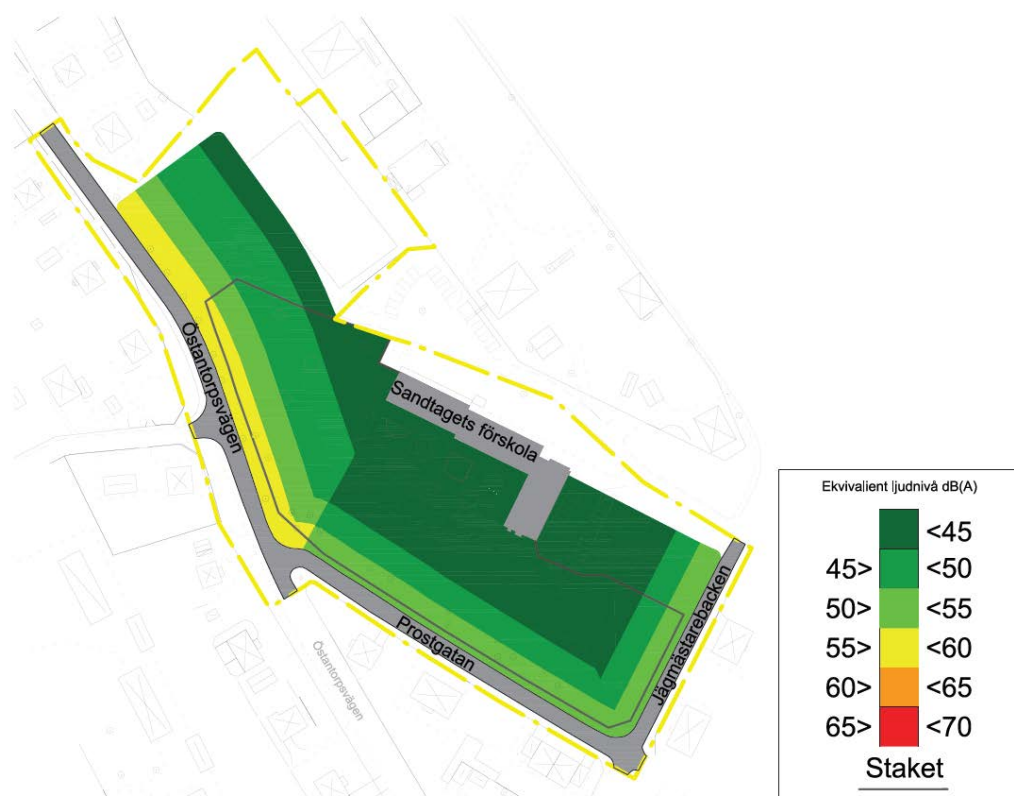 Östantorpsvägen
Sandtagets förskola
Prostgatan
Jägmästarebacken
Östantorpsvägen
Ekvivalient ljudnivå dB(A)
<45
45> <50
50> <55
55> <60
60> <65
65> <70
Staket